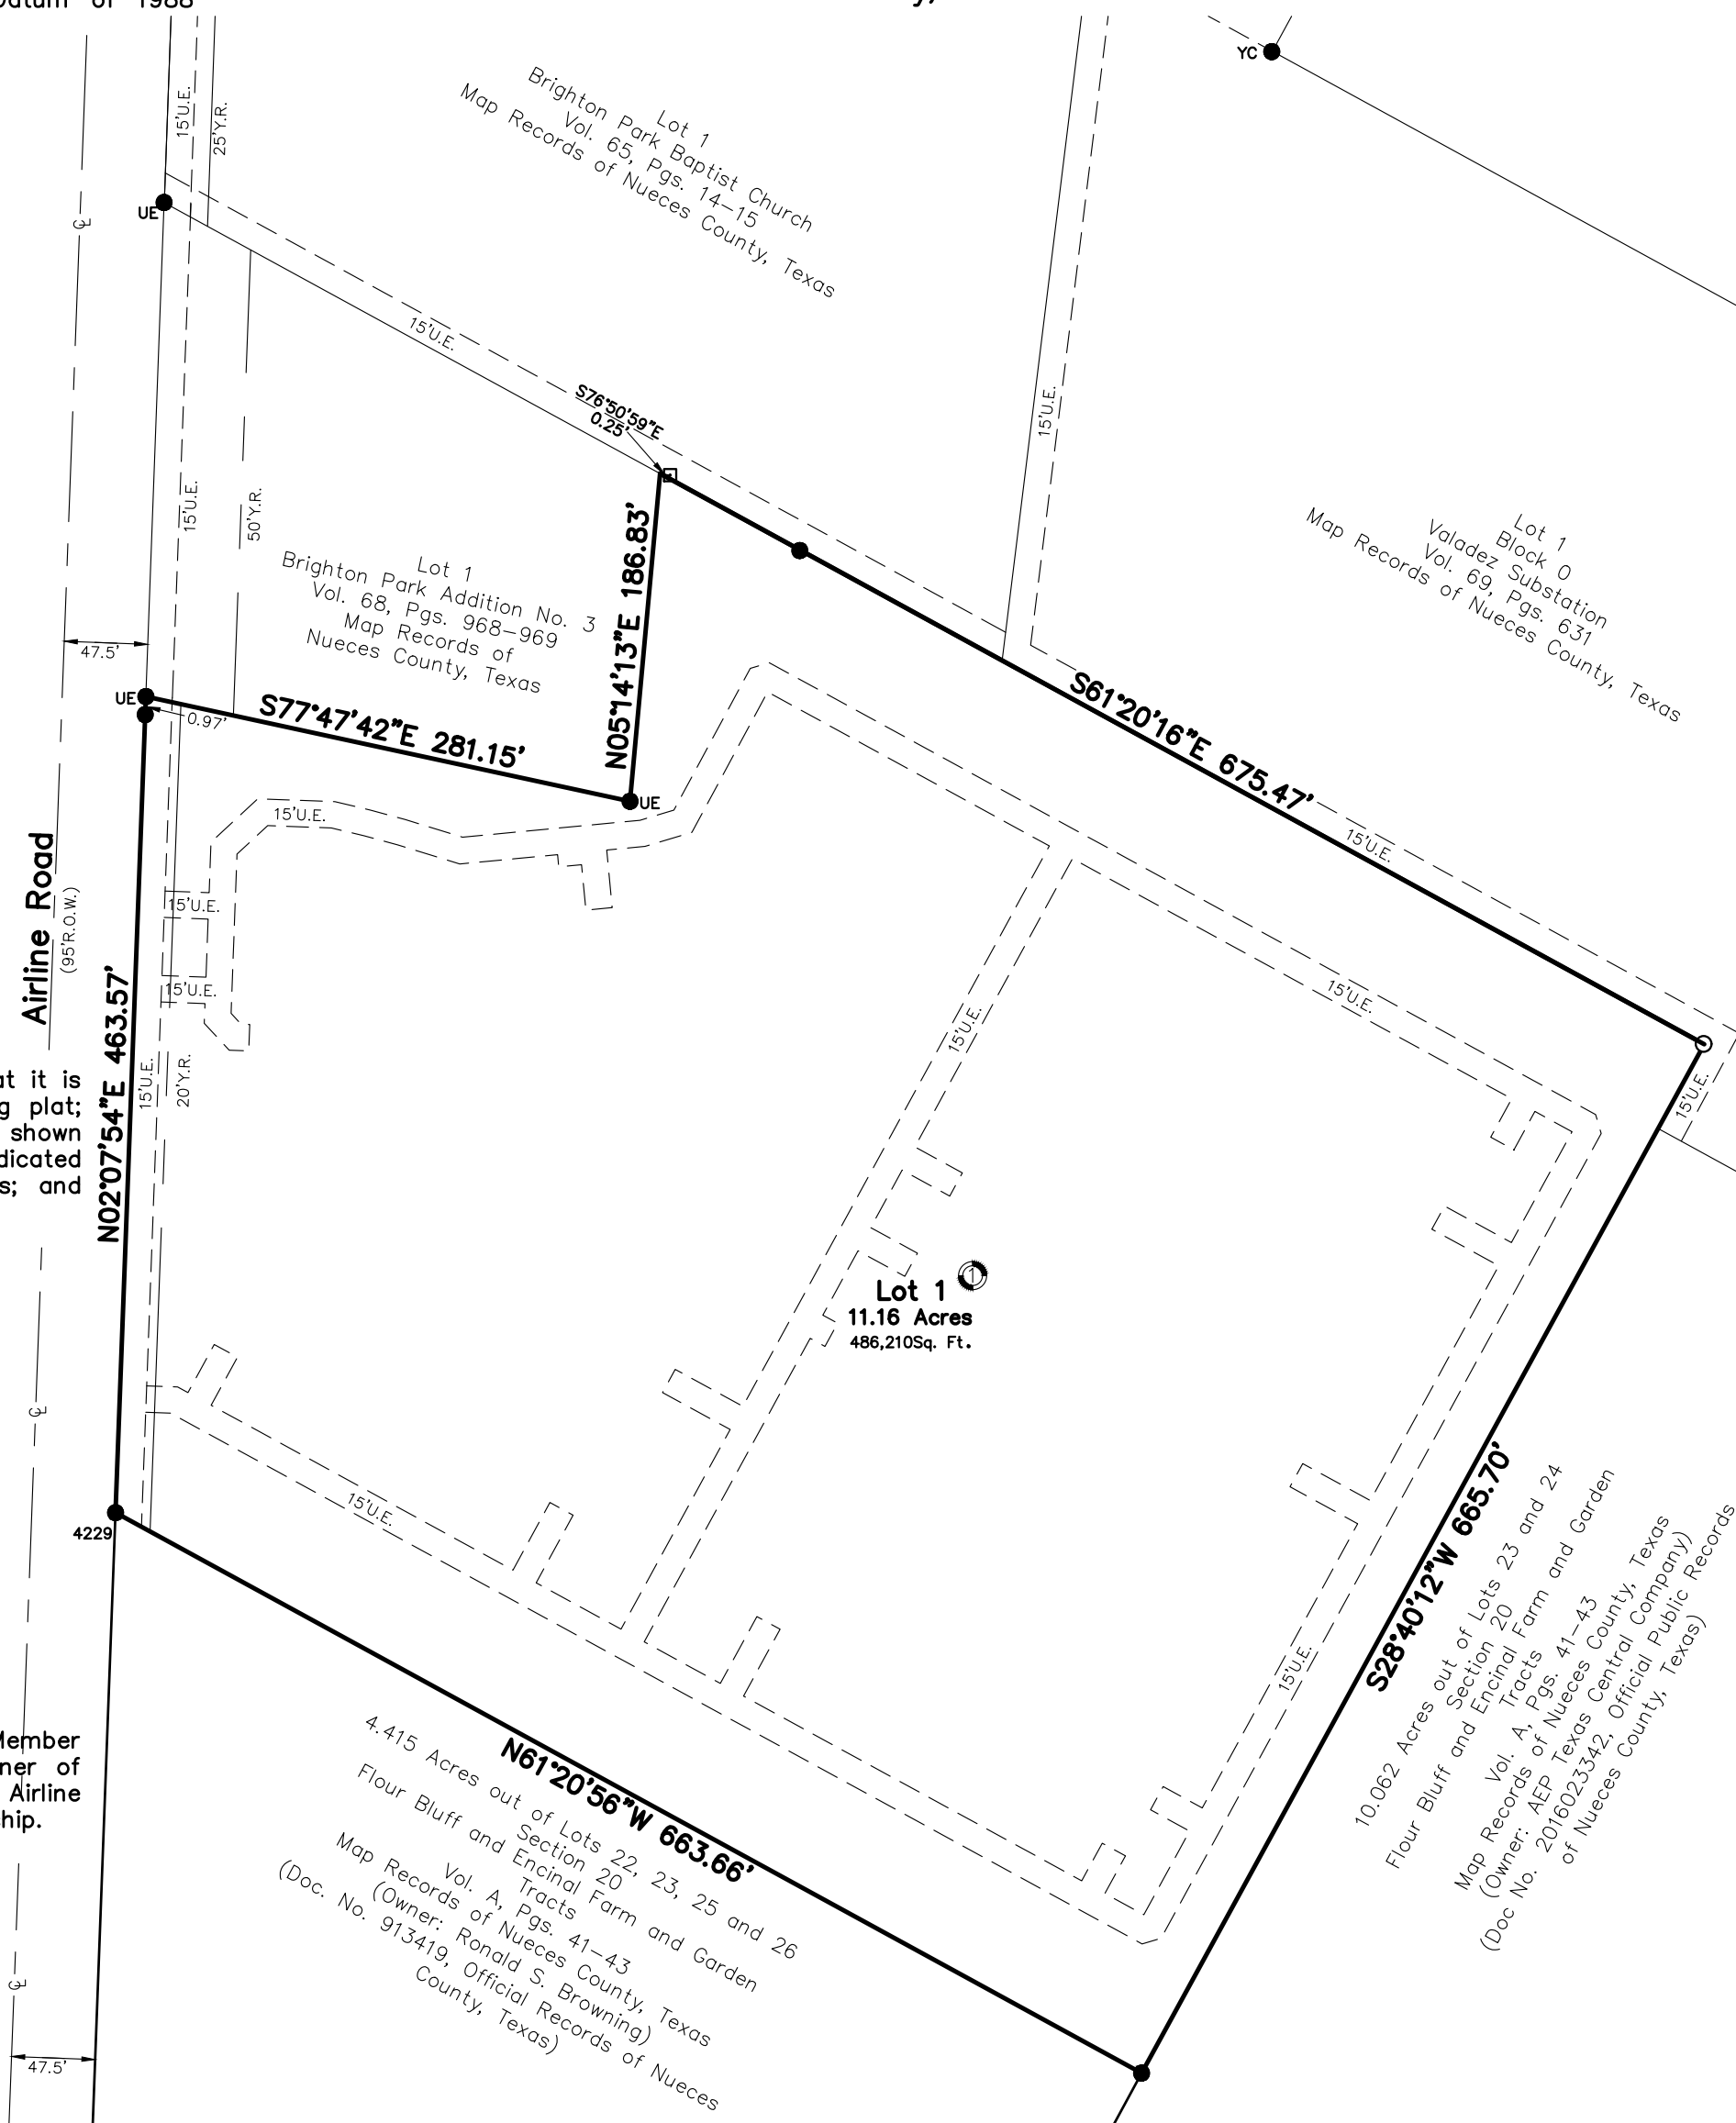 Datum of 1988
y,
YC
15'U.E.
25'Y.R.
Lot 1
Brighton Park Baptist Church
Vol. 65, Pgs. 14-15
Map Records of Nueces County, Texas
UE
℄
15'U.E.
S76°50'59"E
0.25'
15'U.E.
15'U.E.
50'Y.R.
Lot 1
Brighton Park Addition No. 3
Vol. 68, Pgs. 968-969
Map Records of
Nueces County, Texas
N05°14'13"E 186.83'
Lot 1
Block 0
Valadez Substation
Vol. 69, Pgs. 631
Map Records of Nueces County, Texas
47.5'
UE
0.97'
S77°47'42"E 281.15'
UE
S61°20'16"E 675.47'
15'U.E.
15'U.E.
Airline Road
(95'R.O.W.)
15'U.E.
15'U.E.
15'U.E.
15'U.E.
15'U.E.
N02°07'54"E 463.57'
15'U.E.
20'Y.R.
at it is
g plat;
shown
dicated
s; and
Lot 1
1
11.16 Acres
486,210Sq. Ft.
℄
4229
15'U.E.
S28°40'12"W 665.70'
10.062 Acres out of Lots 23 and 24
Section 20
Flour Bluff and Encinal Farm and Garden
Tracts
Vol. A, Pgs. 41-43
Map Records of Nueces County, Texas
(Owner: AEP Texas Central Company)
(Doc No. 2016023342, Official Public Records
of Nueces County, Texas)
15'U.E.
Member
ner of
Airline
hip.
N61°20'56"W 663.66'
4.415 Acres out of Lots 22, 23, 25 and 26
Section 20
Flour Bluff and Encinal Farm and Garden
Tracts
Vol. A, Pgs. 41-43
Map Records of Nueces County, Texas
(Owner: Ronald S. Browning)
(Doc. No. 913419, Official Records of Nueces
County, Texas)
℄
47.5'